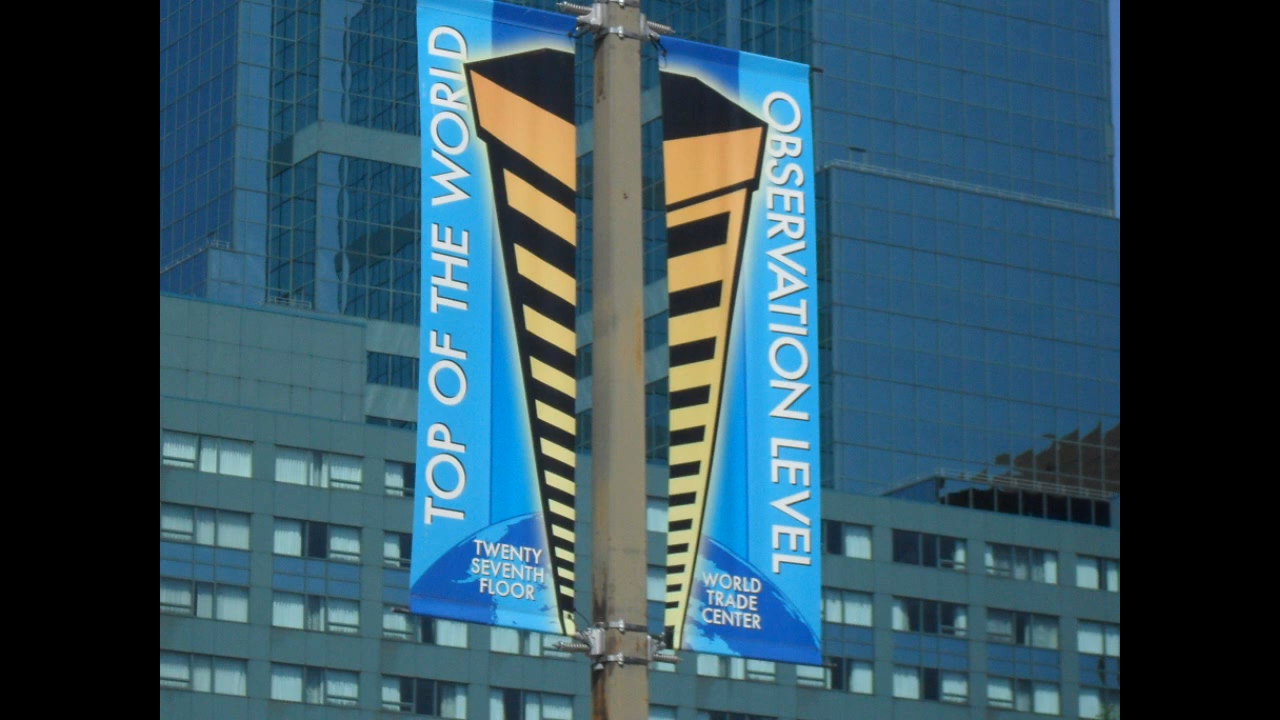 TOP OF THE WORLD
TWENTY
SEVENTH
FLOOR
OBSERVATION LEVEL
WORLD
TRADE
CENTER